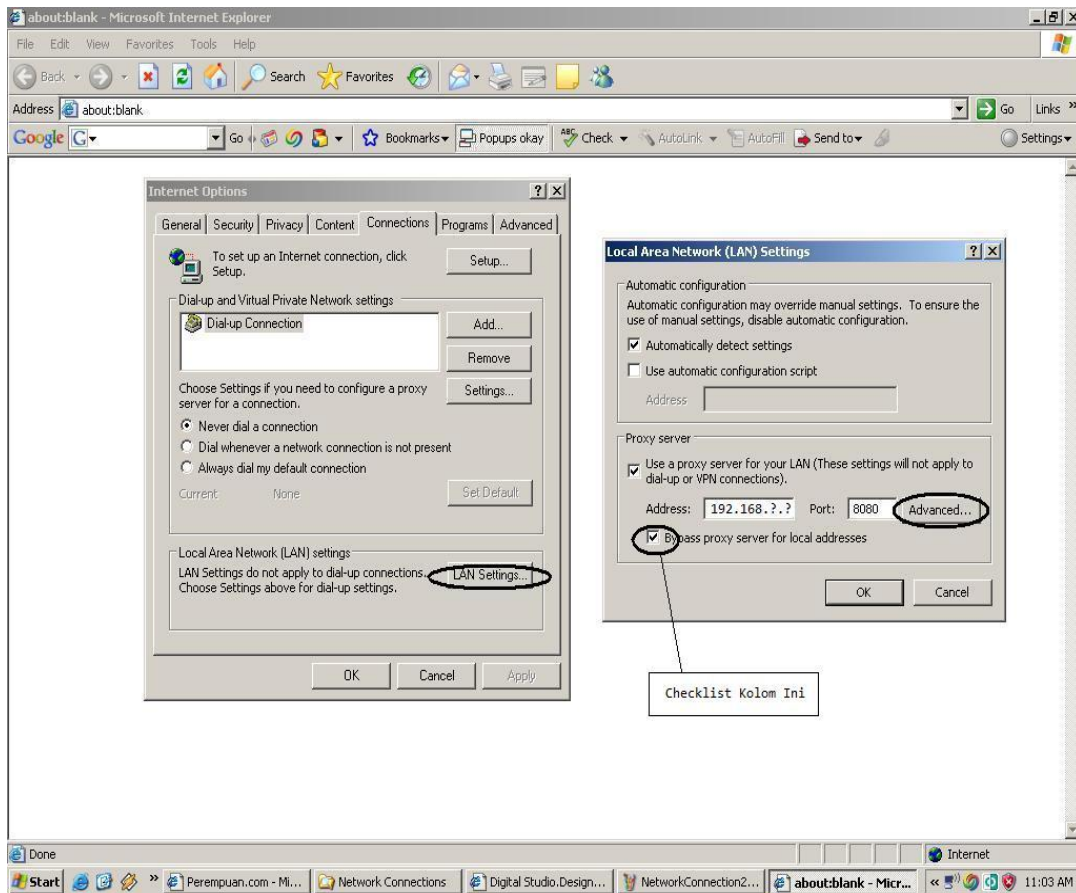 about:blank - Microsoft Internet Explorer
File Edit View Favorites Tools Help
Back Search Favorites
Address about:blank Go Links »
Google G Go Bookmarks Popups okay ABC Check AutoLink AutoFill Send to Settings
Internet Options
General Security Privacy Content Connections Programs Advanced
To set up an Internet connection, click
Setup.
Setup...
Dial-up and Virtual Private Network settings
Dial-up Connection
Add...
Remove
Choose Settings if you need to configure a proxy
server for a connection.
Settings...
Never dial a connection
Dial whenever a network connection is not present
Always dial my default connection
Current None Set Default
Local Area Network (LAN) settings
LAN Settings do not apply to dial-up connections.
Choose Settings above for dial-up settings.
LAN Settings...
OK Cancel Apply
Local Area Network (LAN) Settings
Automatic configuration
Automatic configuration may override manual settings. To ensure the
use of manual settings, disable automatic configuration.
Automatically detect settings
Use automatic configuration script
Address
Proxy server
Use a proxy server for your LAN (These settings will not apply to
dial-up or VPN connections).
Address: 192.168.?.? Port: 8080 Advanced...
Bypass proxy server for local addresses
OK Cancel
Checklist Kolom Ini
Done Internet
Start » Perempuan.com - Mi... Network Connections Digital Studio.Design... NetworkConnection2... about:blank - Micr... « 11:03 AM